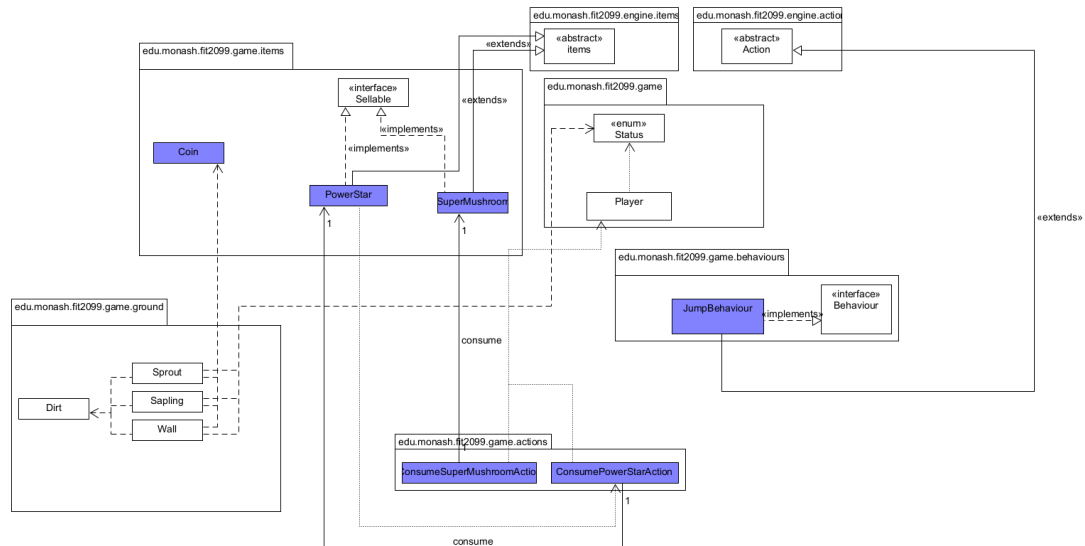 edu.monash.fit2099.engine.items
edu.monash.fit2099.engine.action
«abstract»
items
«abstract»
Action
«extends»
edu.monash.fit2099.game.items
«interface»
Sellable
edu.monash.fit2099.game
«extends»
«enum»
Status
«implements»
«implements»
Coin
PowerStar
SuperMushroom
Player
1
1
«extends»
edu.monash.fit2099.game.behaviours
«interface»
Behaviour
JumpBehaviour
«implements»
edu.monash.fit2099.game.ground
consume
Sprout
Sapling
Dirt
Wall
edu.monash.fit2099.game.actions
1
ConsumeSuperMushroomActio
ConsumePowerStarAction
1
consume